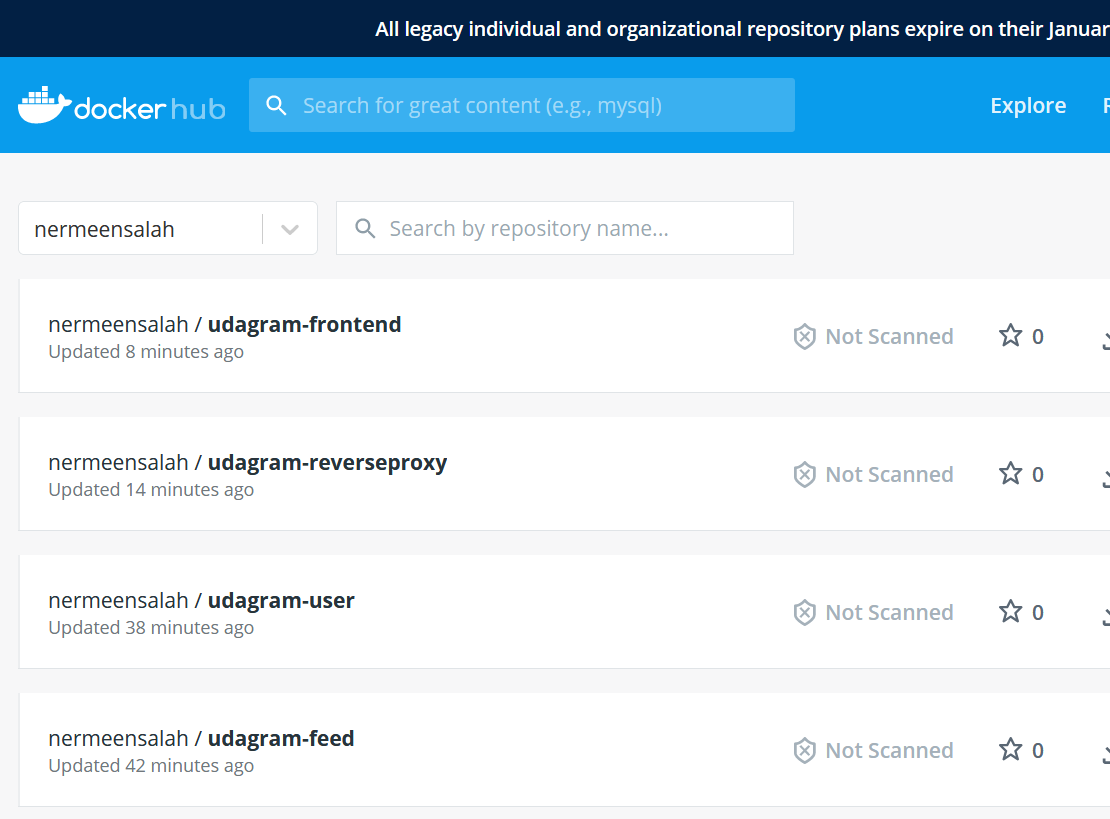 All legacy individual and organizational repository plans expire on their Januar
docker hub
Search for great content (e.g., mysql)
Explore
nermeensalah
Search by repository name...
nermeensalah / udagram-frontend
Updated 8 minutes ago
Not Scanned
0
nermeensalah / udagram-reverseproxy
Updated 14 minutes ago
Not Scanned
0
nermeensalah / udagram-user
Updated 38 minutes ago
Not Scanned
0
nermeensalah / udagram-feed
Updated 42 minutes ago
Not Scanned
0